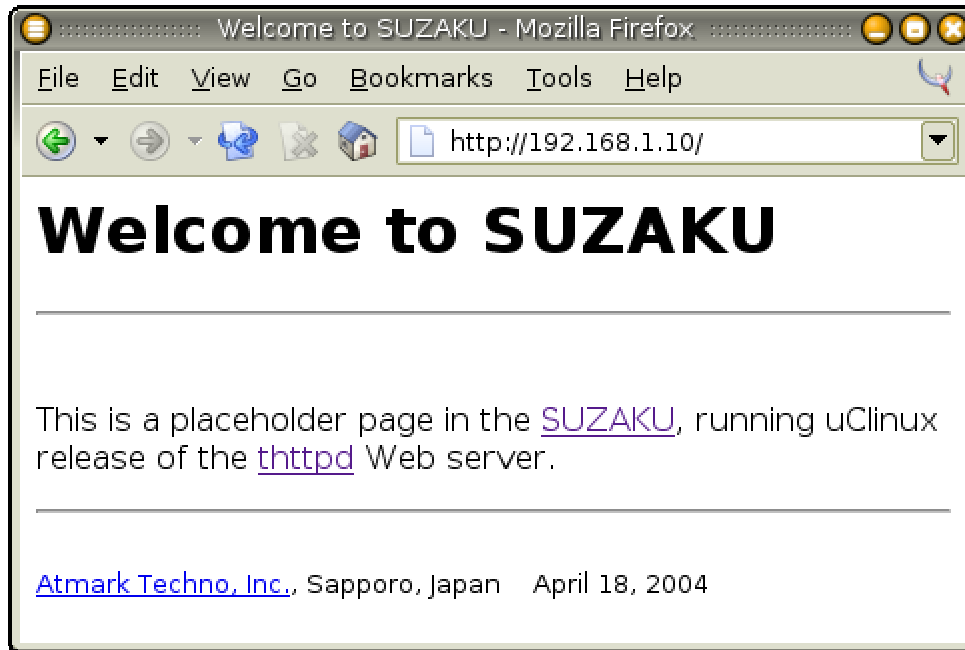 Welcome to SUZAKU - Mozilla Firefox
File Edit View Go Bookmarks Tools Help
http://192.168.1.10/
Welcome to SUZAKU
This is a placeholder page in the SUZAKU, running uClinux
release of the thttpd Web server.
Atmark Techno, Inc., Sapporo, Japan April 18, 2004